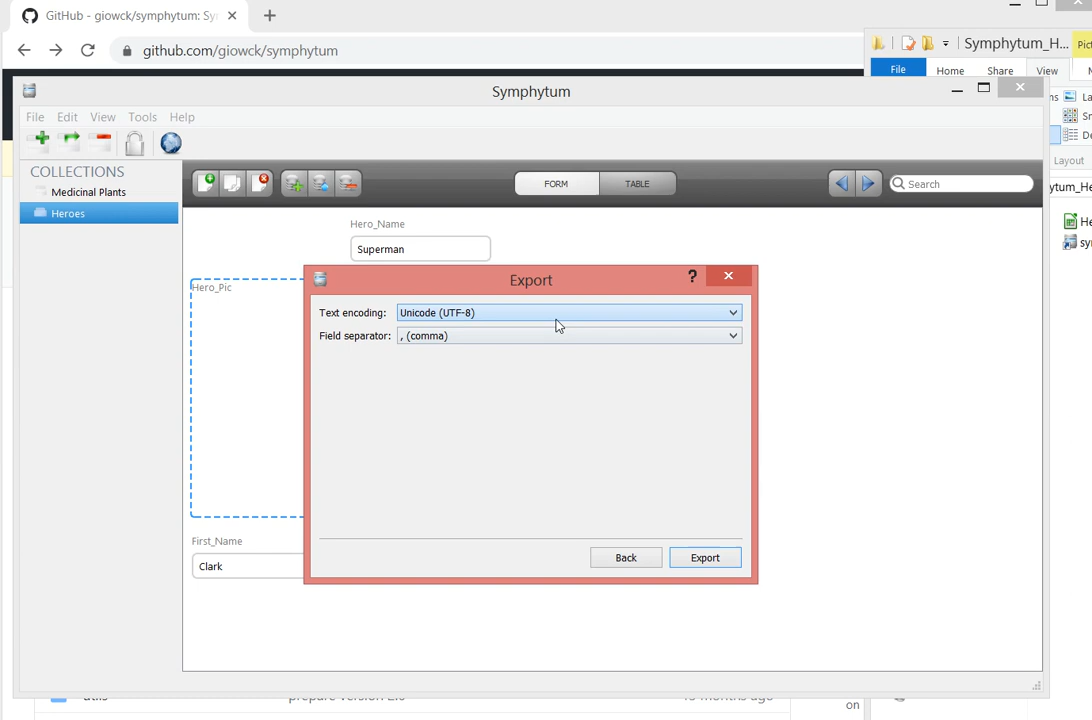 GitHub - giowck/symphytum: Sy
github.com/giowck/symphytum
Symphytum_H...
File Home Share View
Symphytum
File Edit View Tools Help
COLLECTIONS
Medicinal Plants
Heroes
FORM TABLE
Search
Layout
Hero_Name
Superman
Hero_Pic
Export
?
Text encoding: Unicode (UTF-8)
Field separator: , (comma)
Back Export
First_Name
Clark
on